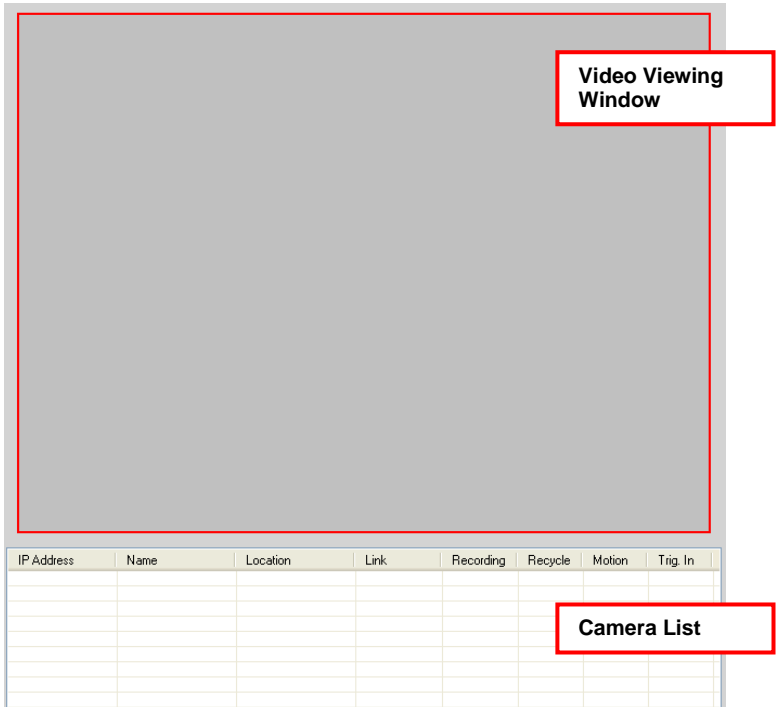 Video Viewing
Window
IP Address Name Location Link Recording Recycle Motion Trig. In
Camera List